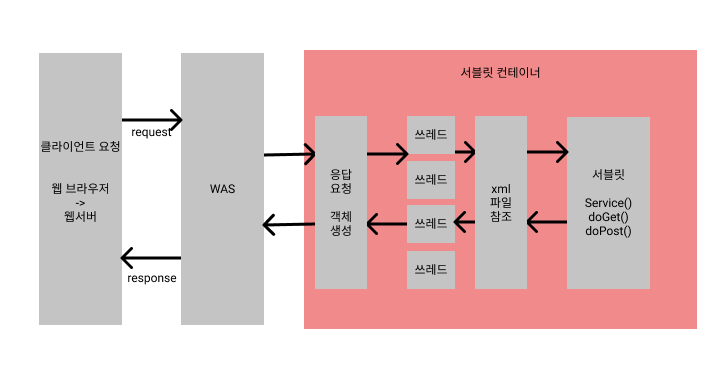 서블릿 컨테이너
클라이언트 요청
웹 브라우저
->
웹서버
request
response
WAS
응답
요청
객체
생성
쓰레드
쓰레드
쓰레드
쓰레드
xml
파일
참조
서블릿
Service()
doGet()
doPost()